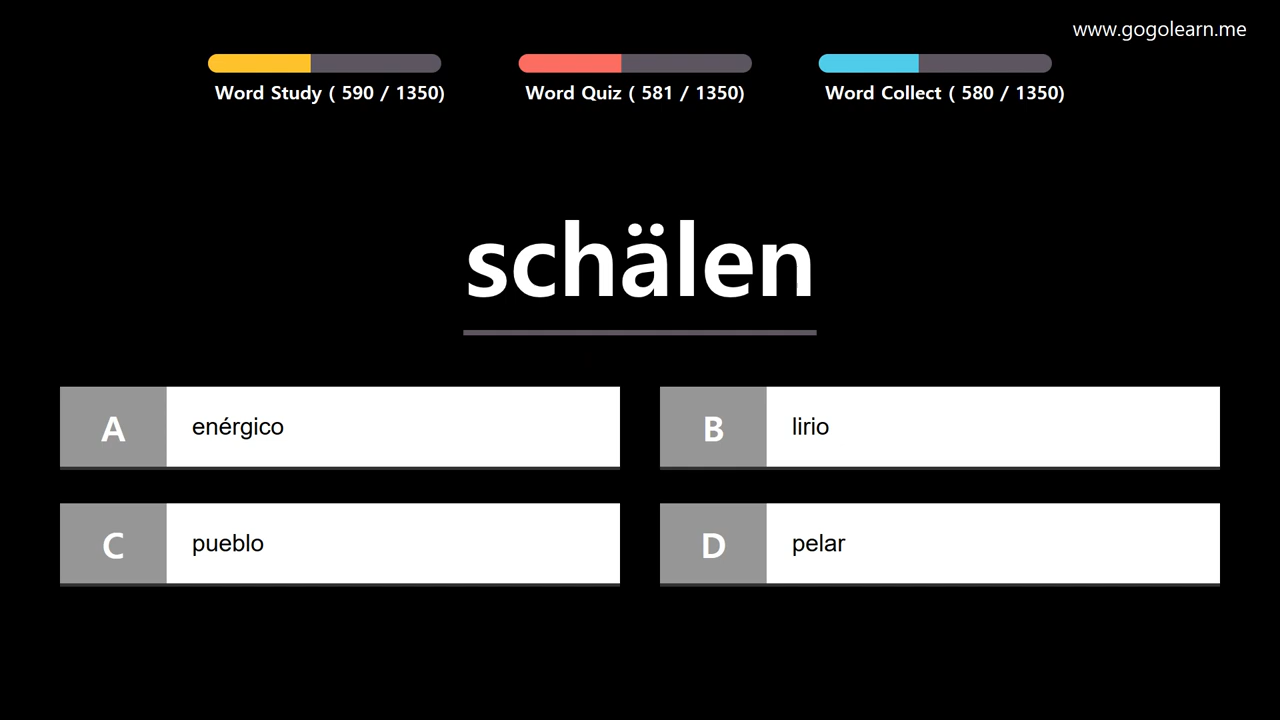 www.gogolearn.me
Word Study ( 590 / 1350)
Word Quiz ( 581 / 1350)
Word Collect ( 580 / 1350)
schälen
A
enérgico
B
lirio
C
pueblo
D
pelar